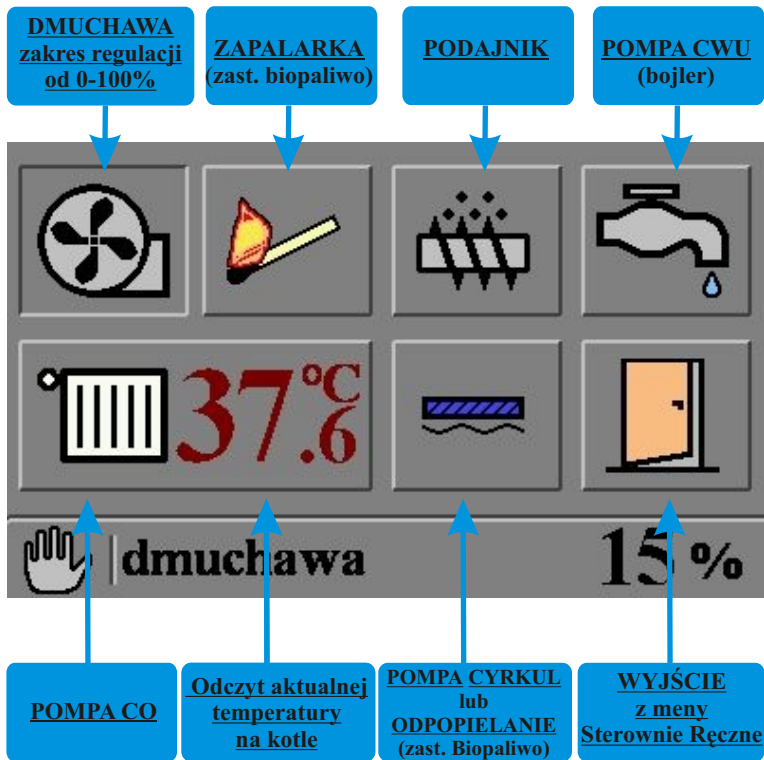 DMUCHAWA
zakres regulacji
od 0-100%
ZAPALARKA
(zast. biopaliwo)
PODAJNIK
POMPA CWU
(bojler)
37.6 °C
dmuchawa 15 %
POMPA CO
Odczyt aktualnej
temperatury
na kotle
POMPA CYRKUL
lub
ODPOPIELANIE
(zast. Biopaliwo)
WYJŚCIE
z meny
Sterownie Ręczne